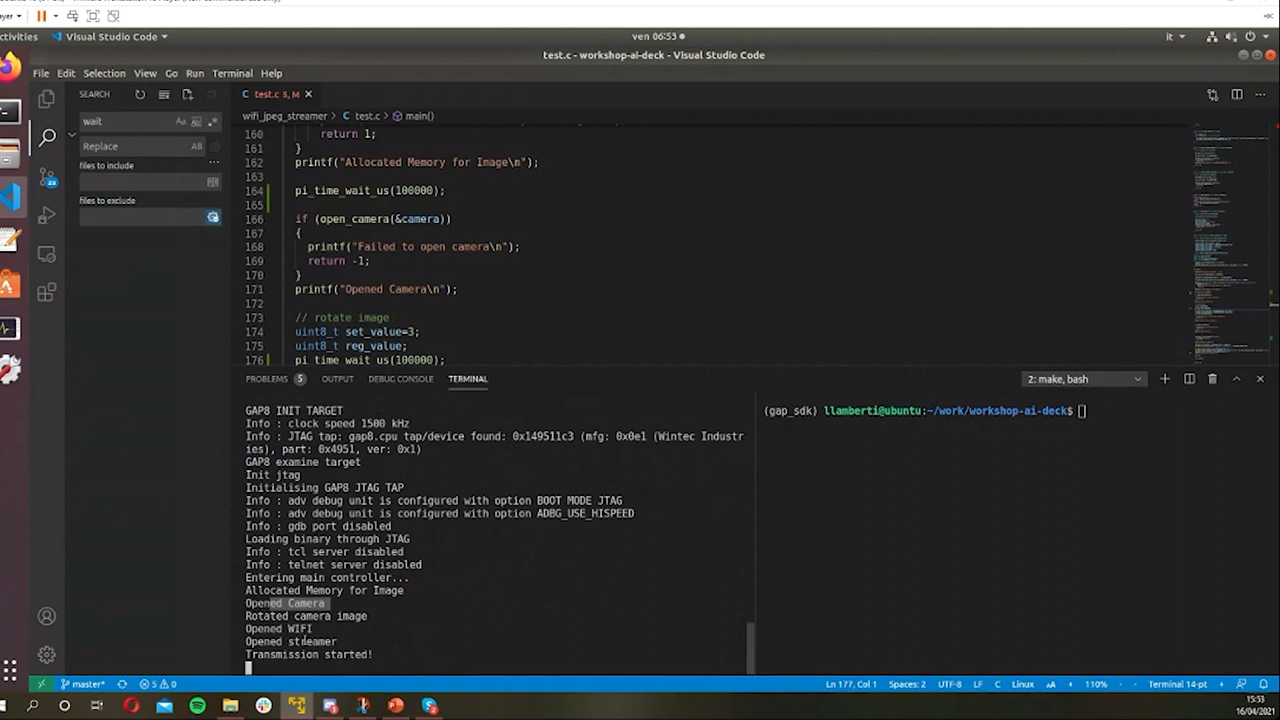 ayer
ctivities
Visual Studio Code
ven 06:53
it
test.c - workshop-ai-deck - Visual Studio Code
File Edit Selection View Go Run Terminal Help
SEARCH
test.c 5, M
wait
Aa
Replace
AB
files to include
files to exclude
23
wifi_jpeg_streamer > test.c > main()
160 return 1;
161 }
162 printf("Allocated Memory for Image\n");
163
164 pi_time_wait_us(100000);
165
166 if (open_camera(&camera))
167 {
168 printf("Failed to open camera\n");
169 return -1;
170 }
171 printf("Opened Camera\n");
172
173 // rotate image
174 uint8_t set_value=3;
175 uint8_t reg_value;
176 pi_time_wait_us(100000);
PROBLEMS 5 OUTPUT DEBUG CONSOLE TERMINAL
2: make, bash
GAP8 INIT TARGET
Info : clock speed 1500 kHz
Info : JTAG tap: gap8.cpu tap/device found: 0x149511c3 (mfg: 0x0e1 (Wintec Industr
ies), part: 0x4951, ver: 0x1)
GAP8 examine target
Init jtag
Initialising GAP8 JTAG TAP
Info : adv debug unit is configured with option BOOT MODE JTAG
Info : adv debug unit is configured with option ADBG_USE_HISPEED
Info : gdb port disabled
Loading binary through JTAG
Info : tcl server disabled
Info : telnet server disabled
Entering main controller...
Allocated Memory for Image
Opened Camera
Rotated camera image
Opened WIFI
Opened streamer
Transmission started!
(gap_sdk) llamberti@ubuntu:~/work/workshop-ai-deck$
master* 5 0
Ln 177, Col 1 Spaces: 2 UTF-8 LF C Linux AA + 110% - - Terminal 14-pt +
15:53
16/04/2021